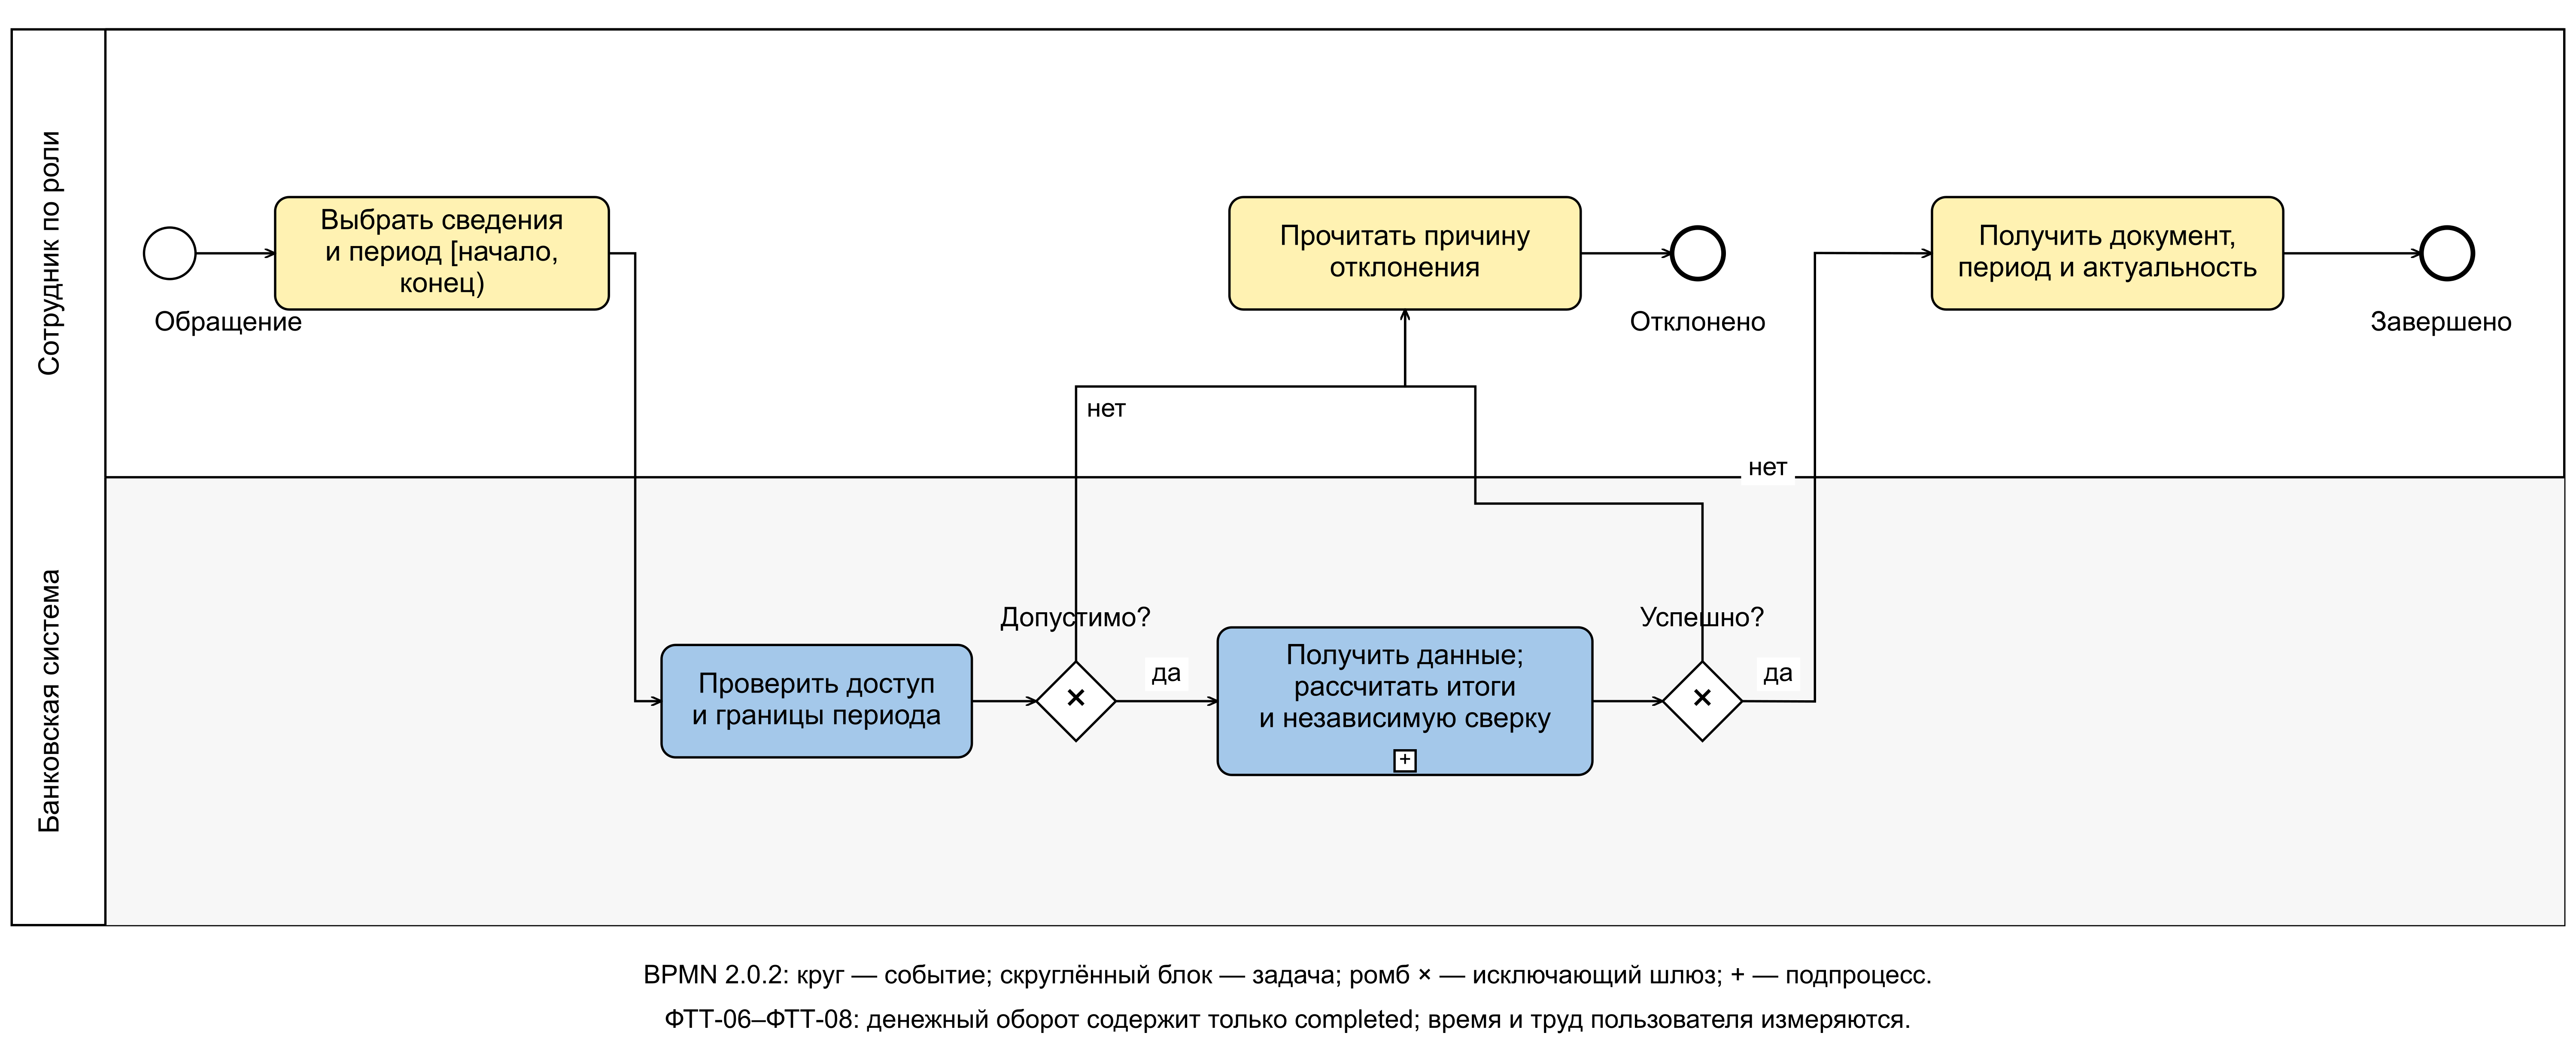 Сотрудник по роли
Обращение
Выбрать сведения
и период [начало,
конец)
Прочитать причину
отклонения
Отклонено
Получить документ,
период и актуальность
Завершено
нет
нет
Банковская система
Проверить доступ
и границы периода
Допустимо?
да
Получить данные;
рассчитать итоги
и независимую сверку
+
Успешно?
да
BPMN 2.0.2: круг — событие; скруглённый блок — задача; ромб × — исключающий шлюз; + — подпроцесс.
ФТТ-06–ФТТ-08: денежный оборот содержит только completed; время и труд пользователя измеряются.